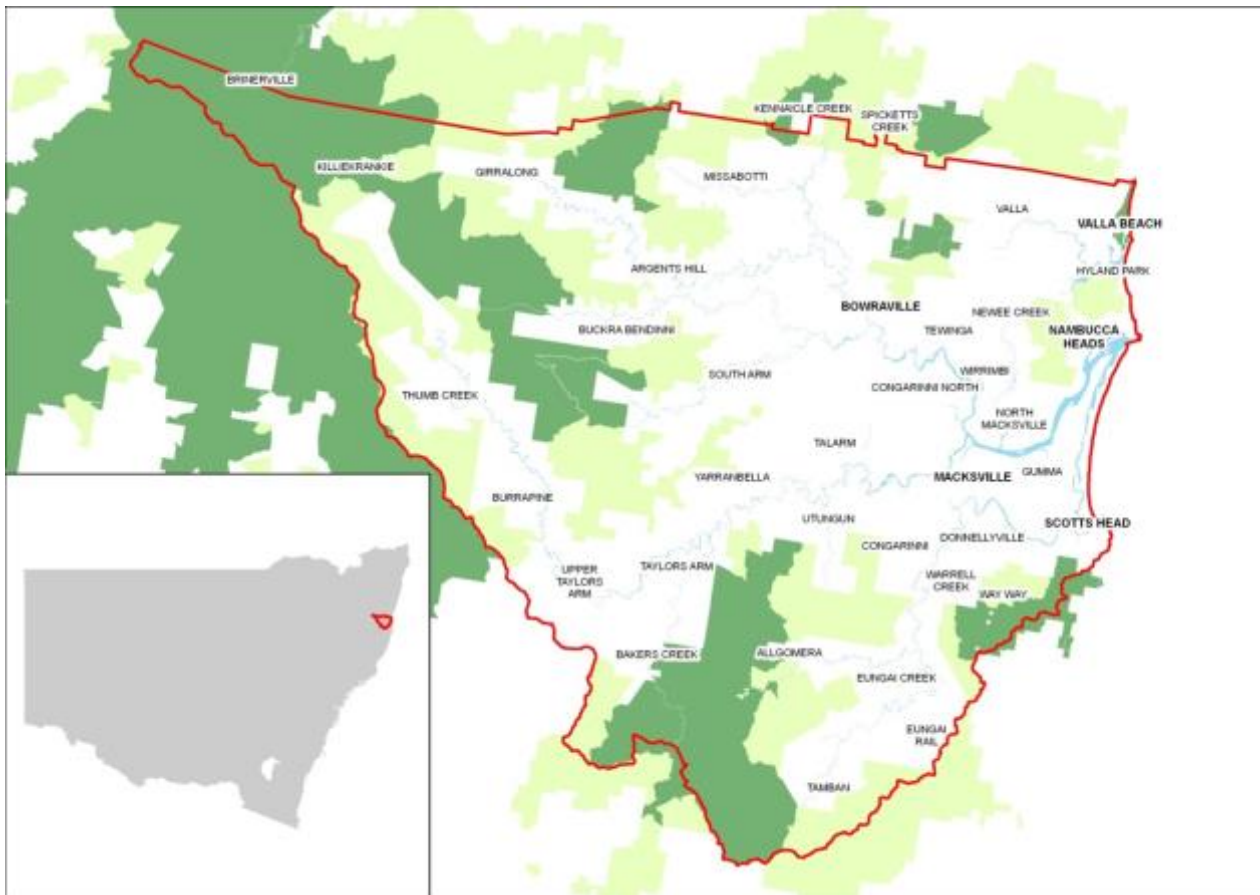 BRINERVILLE
KENNAICLE CREEK
SPICKETTS
CREEK
KILLIEKRANKIE
GIRRALONG
MISSABOTTI
VALLA
VALLA BEACH
ARGENTS HILL
HYLAND PARK
BOWRAVILLE
NEWEE CREEK
BUCKRA BENDINNI
TEWINGA
NAMBUCCA
HEADS
SOUTH ARM
WIRRIMBI
THUMB CREEK
CONGARINNI NORTH
NORTH
MACKSVILLE
TALARM
YARRANBELLA
MACKSVILLE
GUMMA
BURRAPINE
UTUNGUN
SCOTTS HEAD
CONGARINNI
DONNELLYVILLE
UPPER
TAYLORS
ARM
TAYLORS ARM
WARRELL
CREEK
WAY WAY
BAKERS CREEK
ALLGOMERA
EUNGAI CREEK
EUNGAI
RAIL
TAMBAN